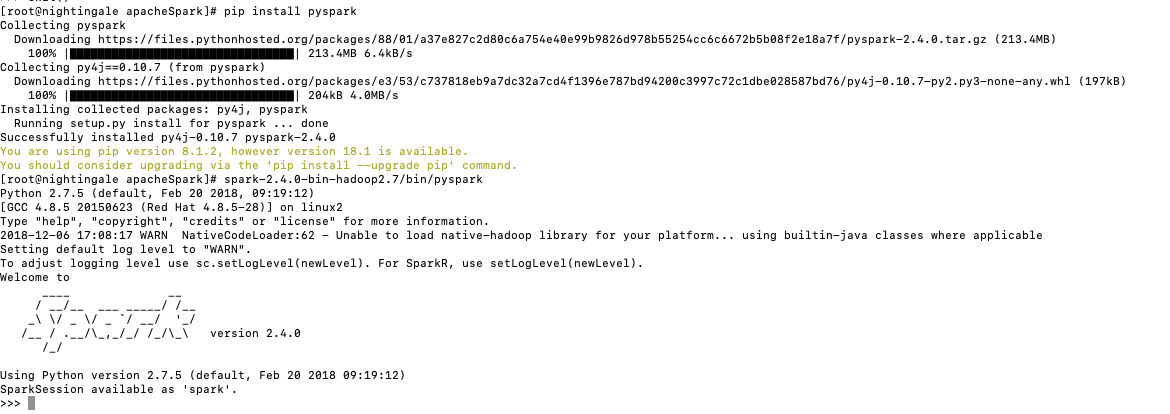 [root@nightingale apacheSpark]# pip install pyspark
Collecting pyspark
  Downloading https://files.pythonhosted.org/packages/88/01/a37e827c2d80c6a754e40e99b9826d978b55254cc6c6672b5b08f2e18a7f/pyspark-2.4.0.tar.gz (213.4MB)
    100% |████████████████████████████████| 213.4MB 6.4kB/s
Collecting py4j==0.10.7 (from pyspark)
  Downloading https://files.pythonhosted.org/packages/e3/53/c737818eb9a7dc32a7cd4f1396e787bd94200c3997c72c1dbe028587bd76/py4j-0.10.7-py2.py3-none-any.whl (197kB)
    100% |████████████████████████████████| 204kB 4.0MB/s
Installing collected packages: py4j, pyspark
  Running setup.py install for pyspark ... done
Successfully installed py4j-0.10.7 pyspark-2.4.0
You are using pip version 8.1.2, however version 18.1 is available.
You should consider upgrading via the 'pip install --upgrade pip' command.
[root@nightingale apacheSpark]# spark-2.4.0-bin-hadoop2.7/bin/pyspark
Python 2.7.5 (default, Feb 20 2018, 09:19:12)
[GCC 4.8.5 20150623 (Red Hat 4.8.5-28)] on linux2
Type "help", "copyright", "credits" or "license" for more information.
2018-12-06 17:08:17 WARN  NativeCodeLoader:62 - Unable to load native-hadoop library for your platform... using builtin-java classes where applicable
Setting default log level to "WARN".
To adjust logging level use sc.setLogLevel(newLevel). For SparkR, use setLogLevel(newLevel).
Welcome to
      ____              __
     / __/__  ___ _____/ /__
    _\ \/ _ \/ _ `/ __/  '_/
   /__ / .__/\_,_/_/ /_/\_\   version 2.4.0
      /_/
Using Python version 2.7.5 (default, Feb 20 2018 09:19:12)
SparkSession available as 'spark'.
>>>